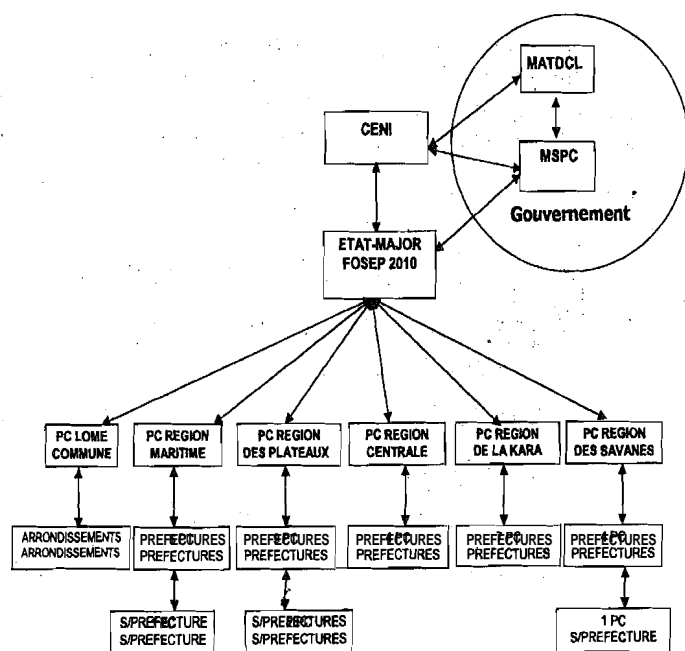 MATDCL
CENI
MSPC
Gouvernement
ETAT-MAJOR
FOSEP 2010
PC LOME
COMMUNE
PC REGION
MARITIME
PC REGION
DES PLATEAUX
PC REGION
CENTRALE
PC REGION
DE LA KARA
PC REGION
DES SAVANES
ARRONDISSEMENTS
ARRONDISSEMENTS
PREFECTURES
PREFECTURES
PREFECTURES
PREFECTURES
PREFECTURES
PREFECTURES
PREFECTURES
PREFECTURES
PREFECTURES
PREFECTURES
S/PREFECTURE
S/PREFECTURE
S/PREFECTURES
S/PREFECTURES
1 PC
S/PREFECTURE